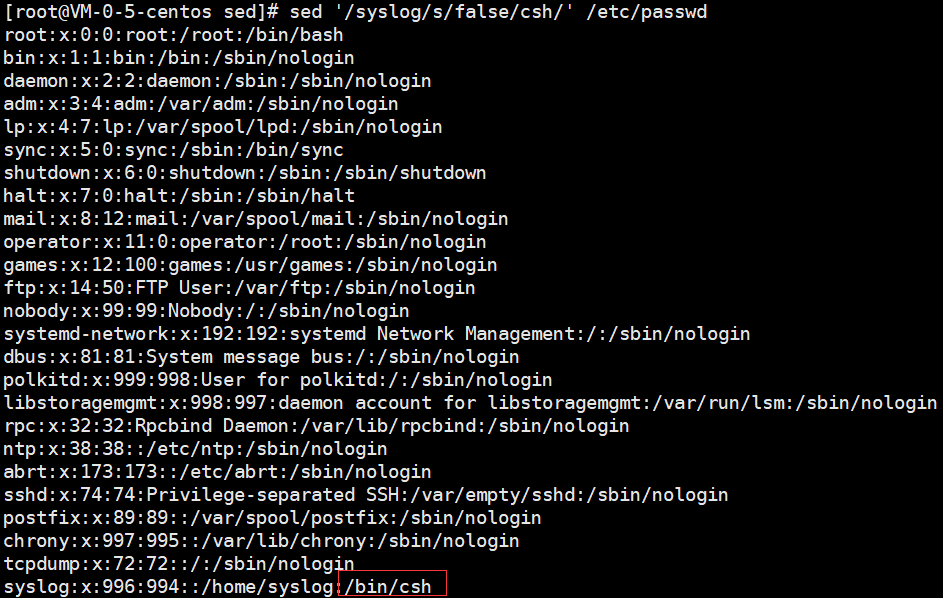 [root@VM-0-5-centos sed]# sed '/syslog/s/false/csh/' /etc/passwd
root:x:0:0:root:/root:/bin/bash
bin:x:1:1:bin:/bin:/sbin/nologin
daemon:x:2:2:daemon:/sbin:/sbin/nologin
adm:x:3:4:adm:/var/adm:/sbin/nologin
lp:x:4:7:lp:/var/spool/lpd:/sbin/nologin
sync:x:5:0:sync:/sbin:/bin/sync
shutdown:x:6:0:shutdown:/sbin:/sbin/shutdown
halt:x:7:0:halt:/sbin:/sbin/halt
mail:x:8:12:mail:/var/spool/mail:/sbin/nologin
operator:x:11:0:operator:/root:/sbin/nologin
games:x:12:100:games:/usr/games:/sbin/nologin
ftp:x:14:50:FTP User:/var/ftp:/sbin/nologin
nobody:x:99:99:Nobody:/:/sbin/nologin
systemd-network:x:192:192:systemd Network Management:/:/sbin/nologin
dbus:x:81:81:System message bus:/:/sbin/nologin
polkitd:x:999:998:User for polkitd:/:/sbin/nologin
libstoragemgmt:x:998:997:daemon account for libstoragemgmt:/var/run/lsm:/sbin/nologin
rpc:x:32:32:Rpcbind Daemon:/var/lib/rpcbind:/sbin/nologin
ntp:x:38:38::/etc/ntp:/sbin/nologin
abrt:x:173:173::/etc/abrt:/sbin/nologin
sshd:x:74:74:Privilege-separated SSH:/var/empty/sshd:/sbin/nologin
postfix:x:89:89::/var/spool/postfix:/sbin/nologin
chrony:x:997:995::/var/lib/chrony:/sbin/nologin
tcpdump:x:72:72::/:/sbin/nologin
syslog:x:996:994::/home/syslog:/bin/csh